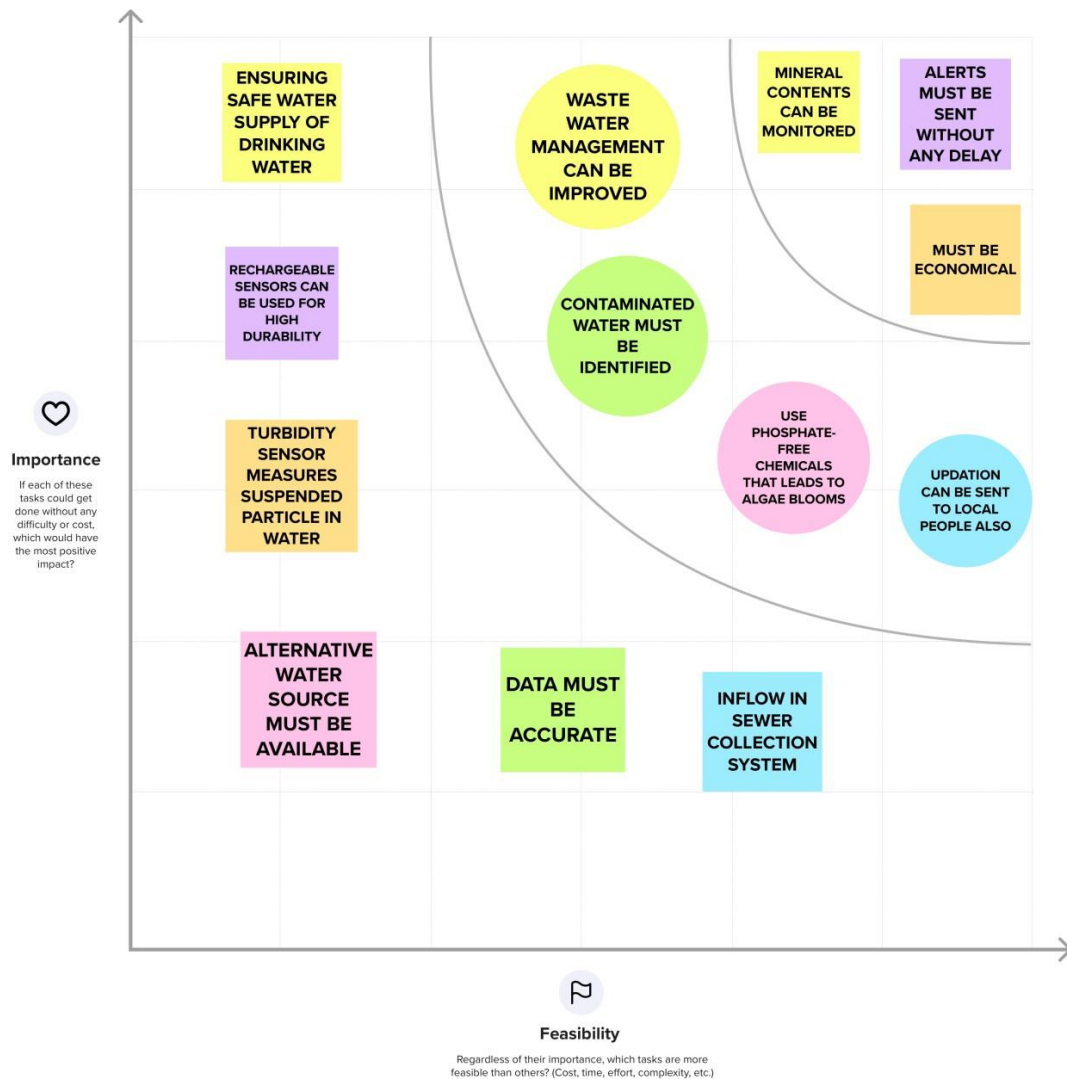 ENSURING
SAFE WATER
SUPPLY OF
DRINKING
WATER
WASTE
WATER
MANAGEMENT
CAN BE
IMPROVED
MINERAL
CONTENTS
CAN BE
MONITORED
ALERTS
MUST BE
SENT
WITHOUT
ANY DELAY
RECHARGEABLE
SENSORS CAN
BE USED FOR
HIGH
DURABILITY
CONTAMINATED
WATER MUST
BE
IDENTIFIED
MUST BE
ECONOMICAL
TURBIDITY
SENSOR
MEASURES
SUSPENDED
PARTICLE IN
WATER
USE
PHOSPHATE-
FREE
CHEMICALS
THAT LEADS TO
ALGAE BLOOMS
UPDATION
CAN BE SENT
TO LOCAL
PEOPLE ALSO
Importance
If each of these
tasks could get
done without any
difficulty or cost,
which would have
the most positive
impact?
ALTERNATIVE
WATER
SOURCE
MUST BE
AVAILABLE
DATA MUST
BE
ACCURATE
INFLOW IN
SEWER
COLLECTION
SYSTEM
Feasibility
Regardless of their importance, which tasks are more
feasible than others? (Cost, time, effort, complexity, etc.)